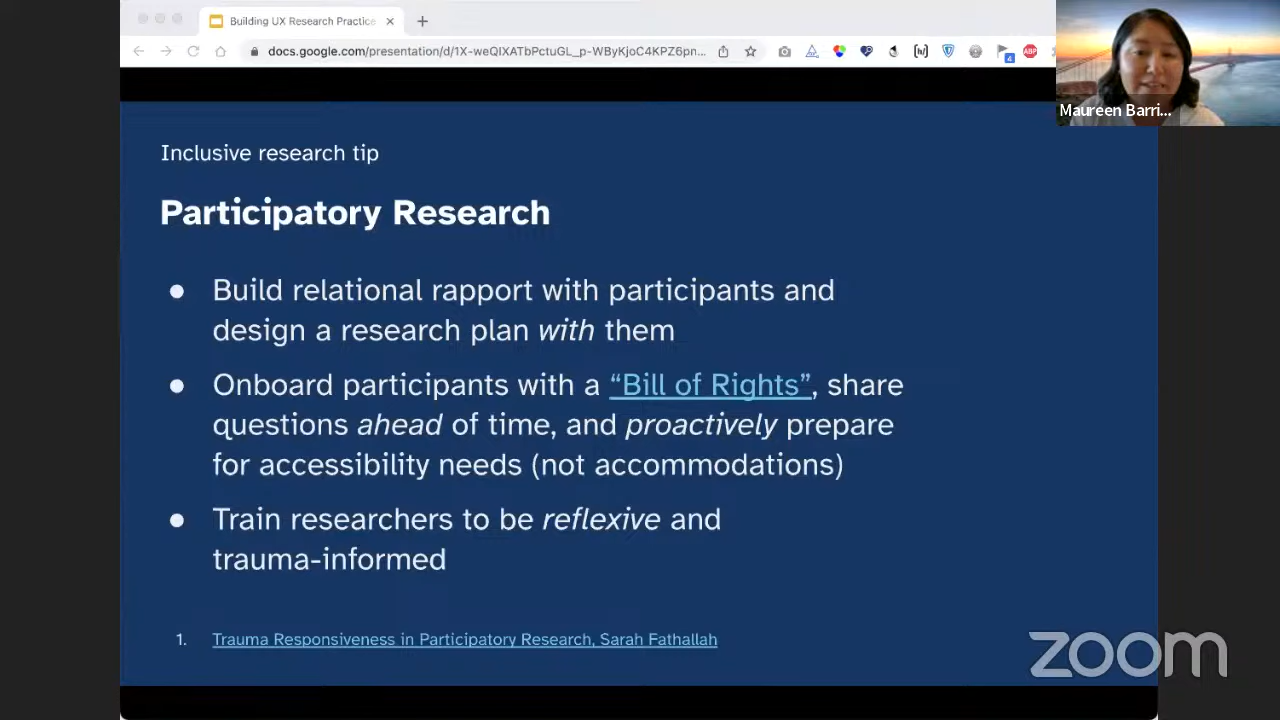 Building UX Research Practice
docs.google.com/presentation/d/1X-weQIXATbPctuGL_p-WByKjoC4KPZ6pn...
Maureen Barri...
Inclusive research tip
Participatory Research
● Build relational rapport with participants and
design a research plan with them
● Onboard participants with a “Bill of Rights”, share
questions ahead of time, and proactively prepare
for accessibility needs (not accommodations)
● Train researchers to be reflexive and
trauma-informed
1. Trauma Responsiveness in Participatory Research, Sarah Fathallah
zoom